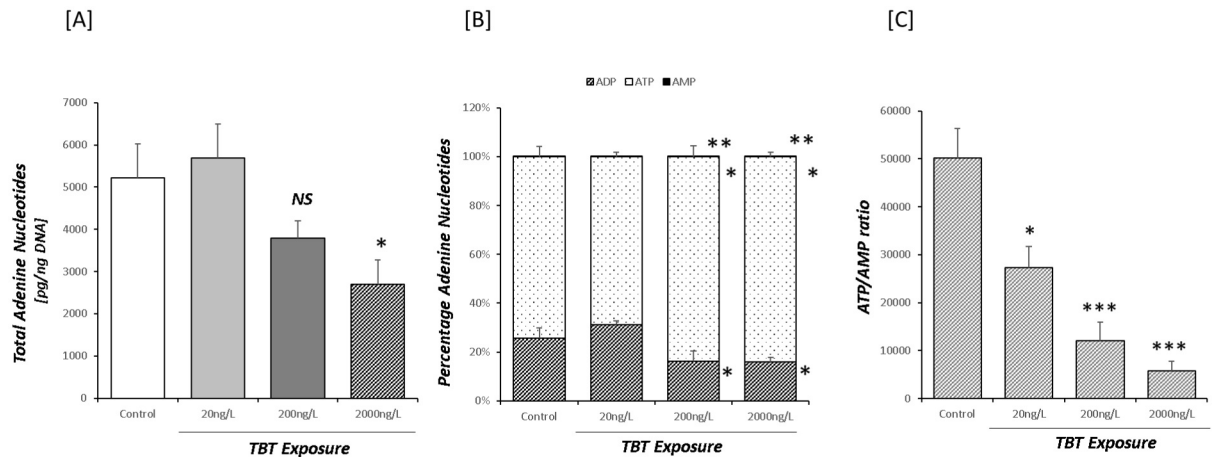 [A]
Total Adenine Nucleotides
[pg/ng DNA]
7000
6000
5000
4000
3000
2000
1000
0
NS
*
Control
20ng/L
200ng/L
2000ng/L
TBT Exposure
[B]
ADP ATP AMP
Percentage Adenine Nucleotides
120%
100%
80%
60%
40%
20%
0%
**
**
*
*
*
*
Control
20ng/L
200ng/L
2000ng/L
TBT Exposure
[C]
ATP/AMP ratio
60000
50000
40000
30000
20000
10000
0
*
***
***
Control
20ng/L
200ng/L
2000ng/L
TBT Exposure